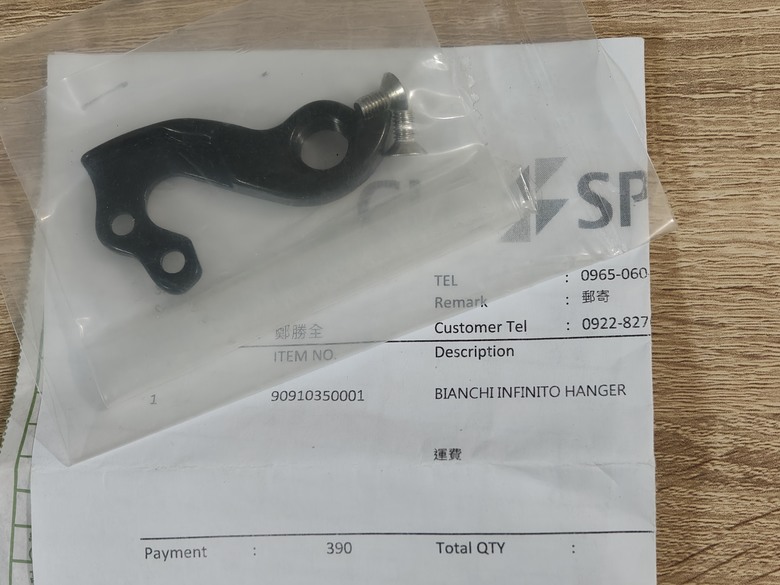 SP
TEL : 0965-060
Remark : 郵寄
鄭勝全 Customer Tel : 0922-827
ITEM NO. Description
1 90910350001 BIANCHI INFINITO HANGER
運費
Payment : 390 Total QTY :